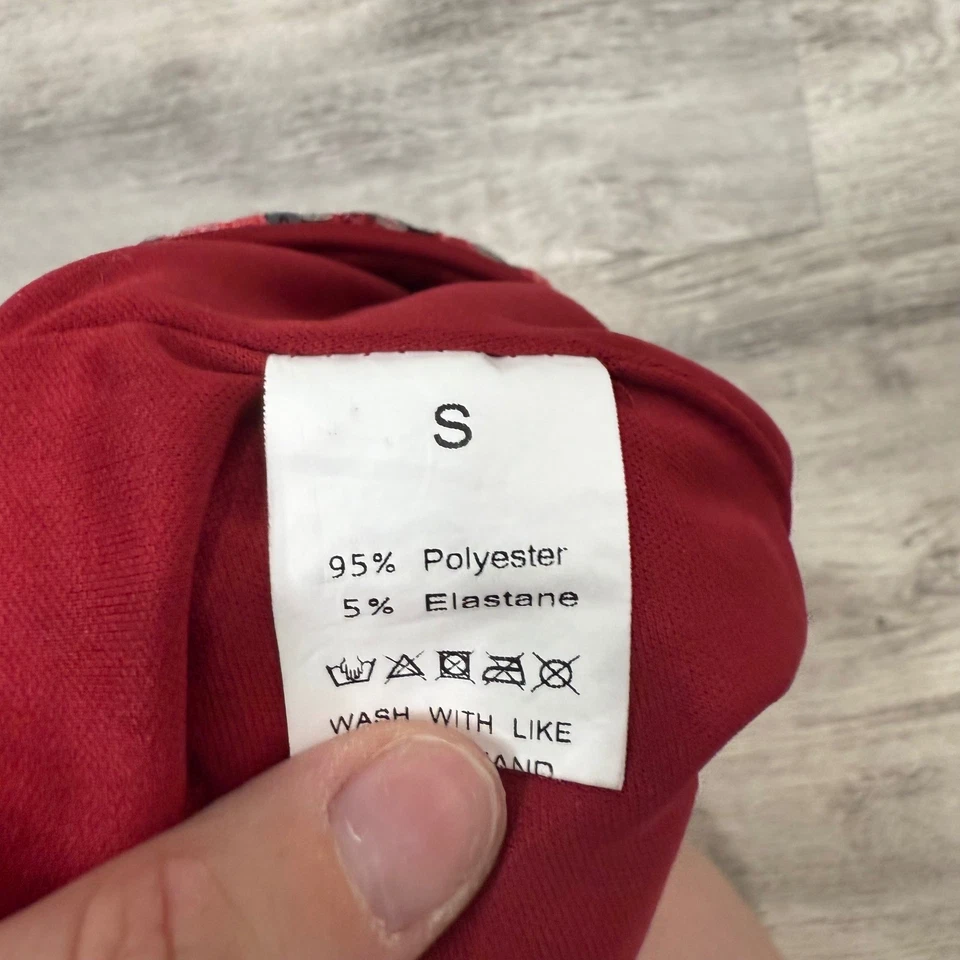 S
95% Polyester
5% Elastane
WASH WITH LIKE